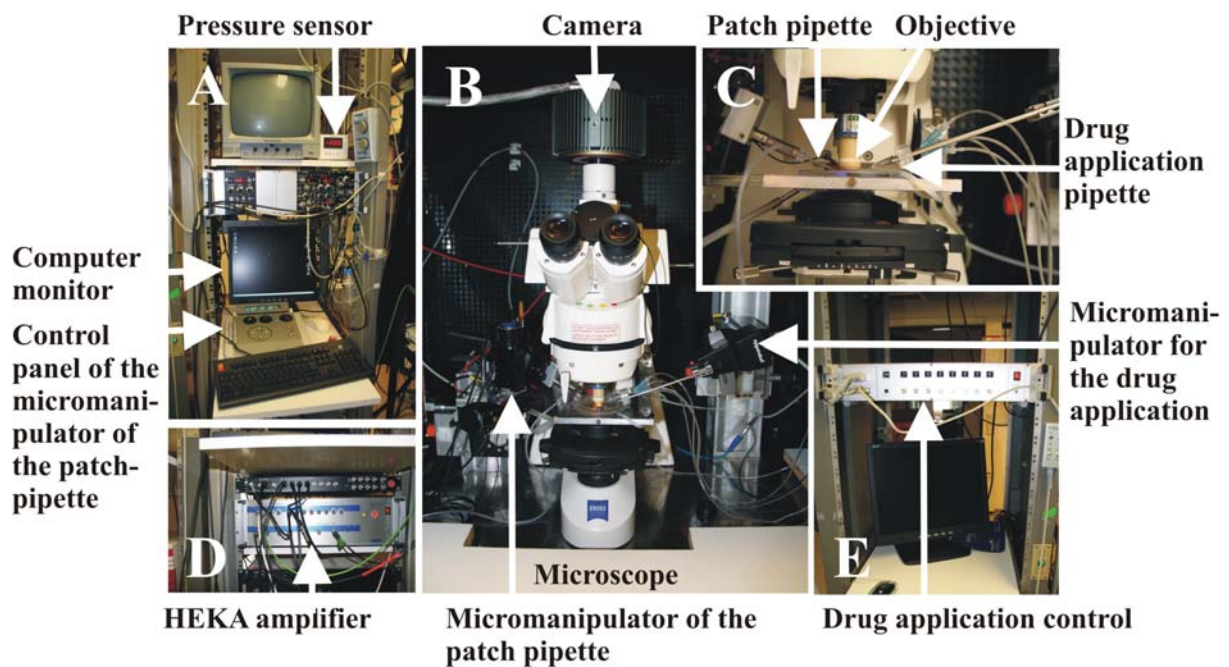 Pressure sensor
Camera
Patch pipette
Objective
A
B
C
Drug
application
pipette
Computer
monitor
Control
panel of the
micromani-
pulator of
the patch-
pipette
Micromani-
pulator for
the drug
application
D
E
Microscope
HEKA amplifier
Micromanipulator of the
patch pipette
Drug application control